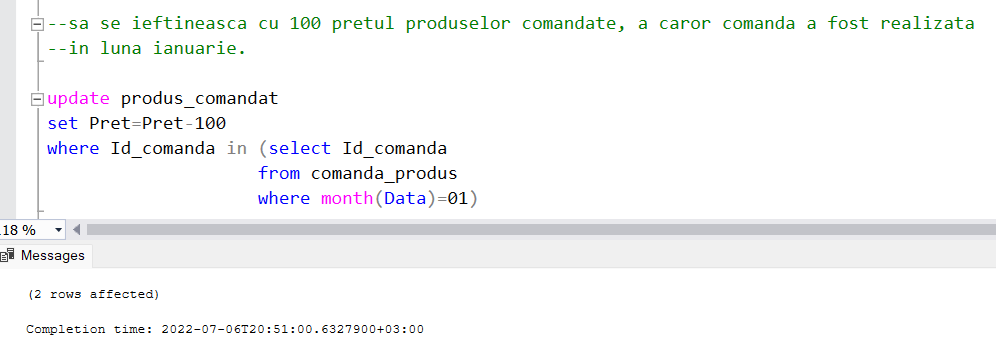 --sa se ieftineasca cu 100 pretul produselor comandate, a caror comanda a fost realizata
--in luna ianuarie.
update produs_comandat
set Pret=Pret-100
where Id_comanda in (select Id_comanda
from comanda_produs
where month(Data)=01)
18 %
Messages
(2 rows affected)
Completion time: 2022-07-06T20:51:00.6327900+03:00